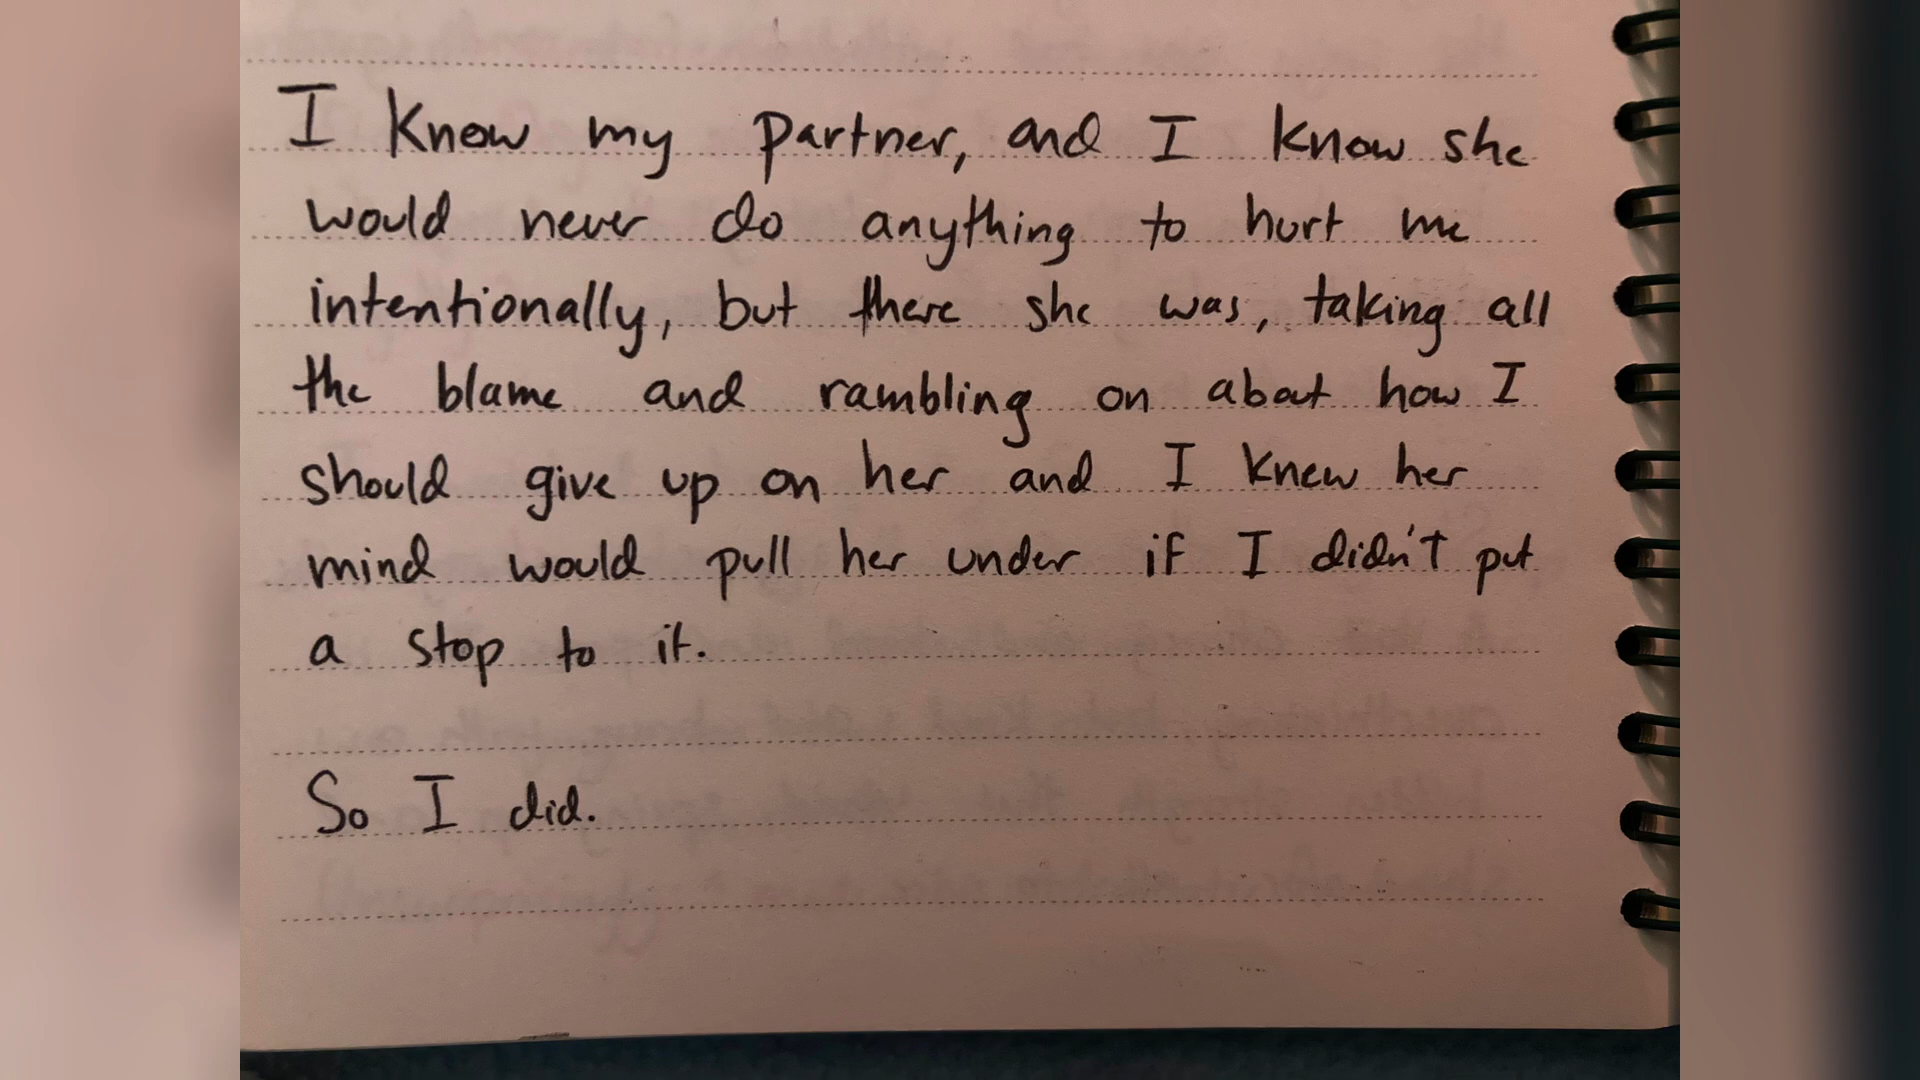 I know my partner, and I know she
would never do anything to hurt me
intentionally, but there she was, taking all
the blame and rambling on about how I
should give up on her and I knew her
mind would pull her under if I didn't put
a stop to it.
So I did.